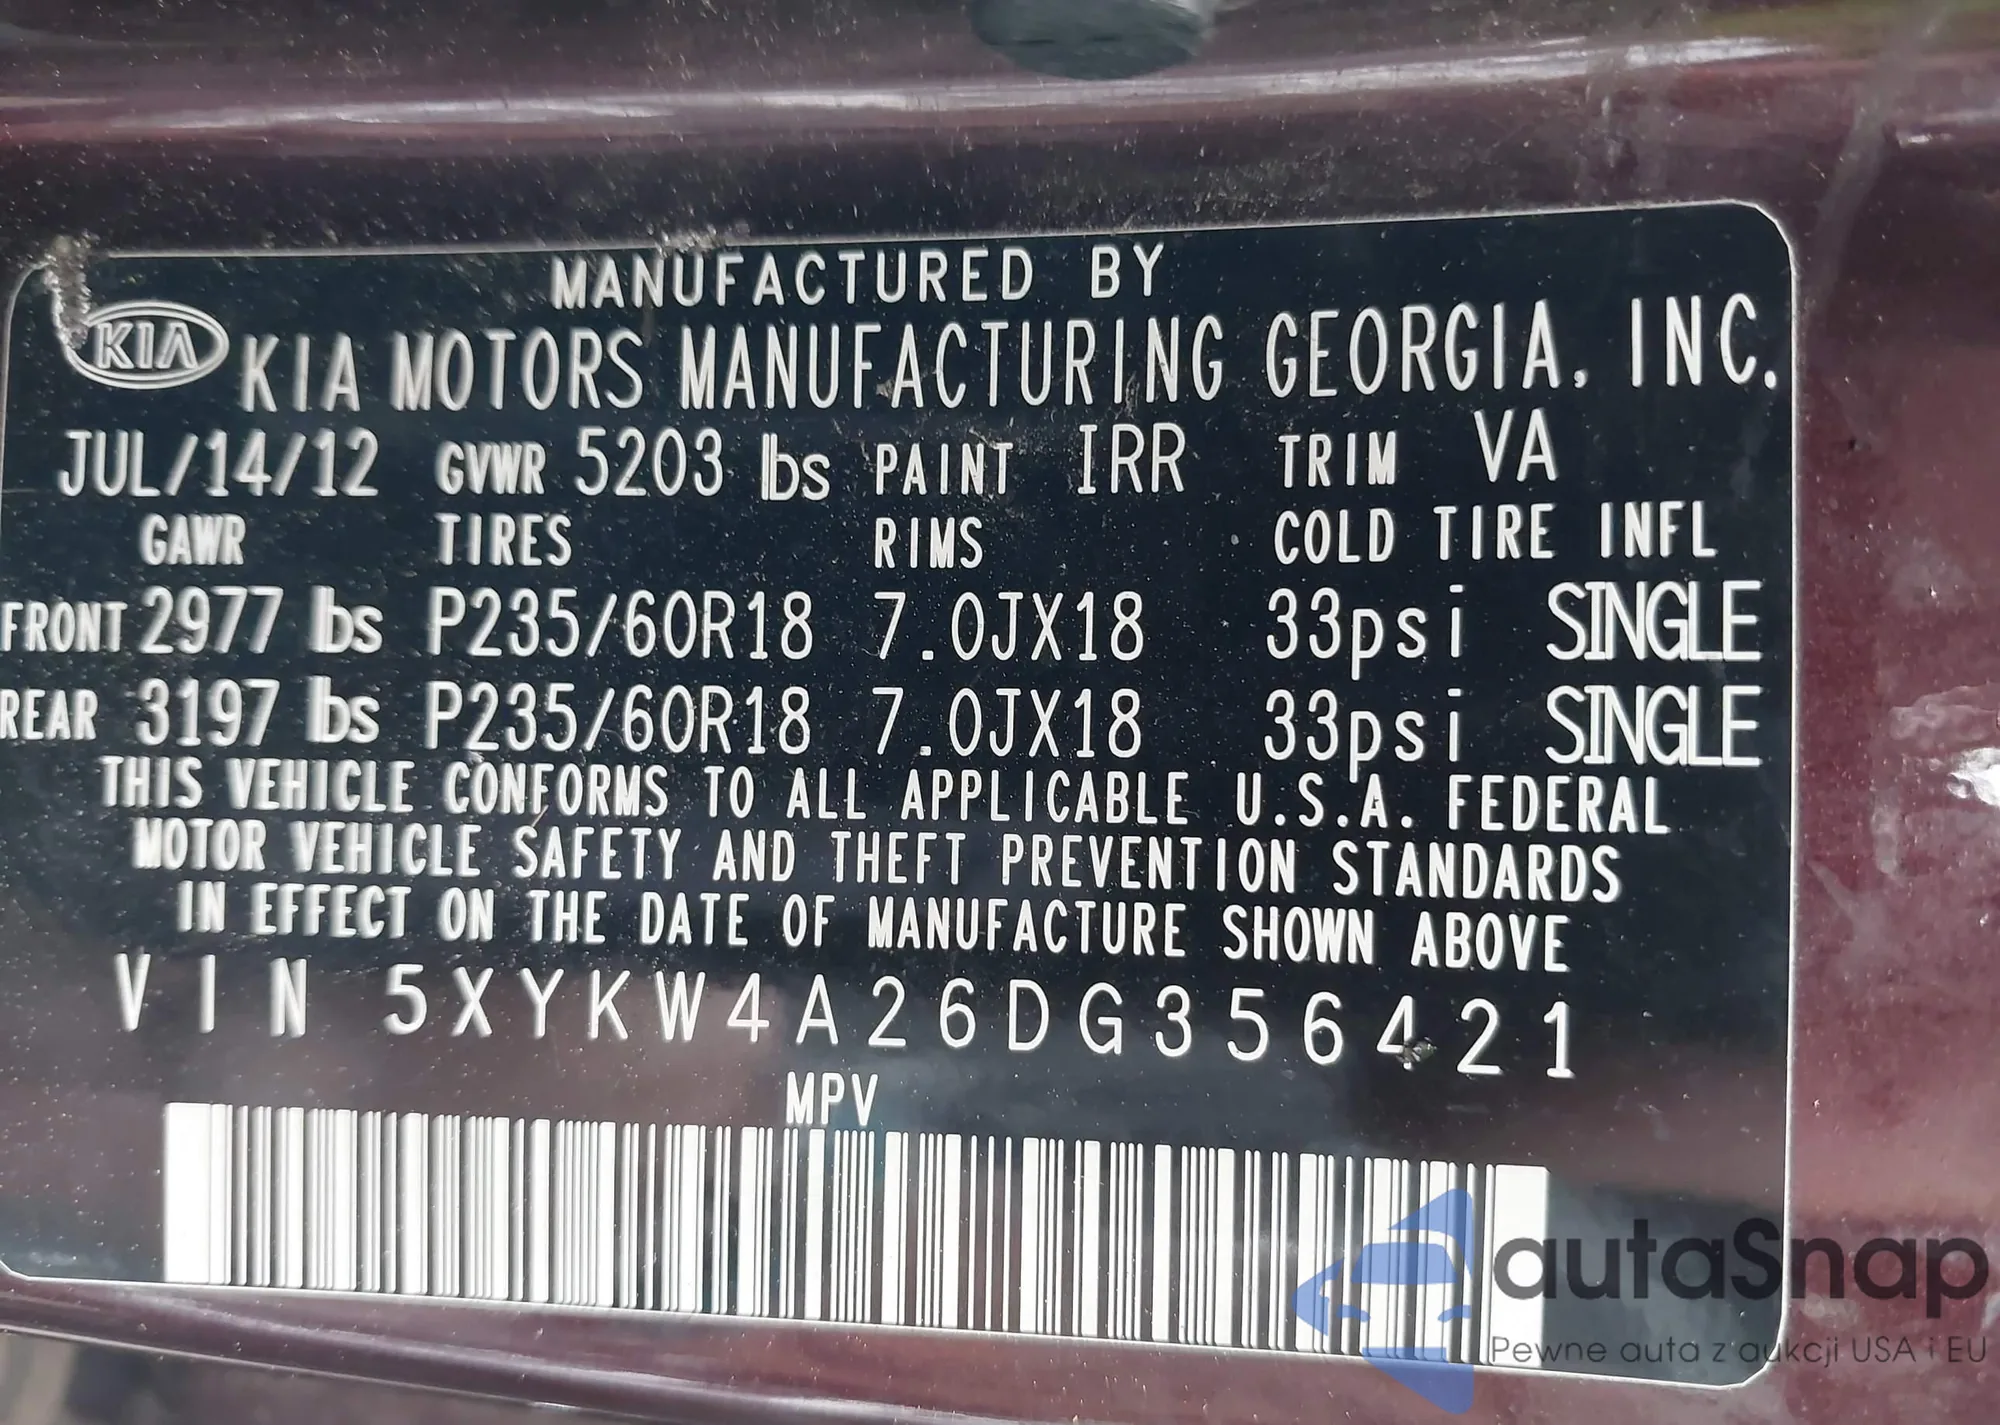 MANUFACTURED BY
KIA KIA MOTORS MANUFACTURING GEORGIA, INC.
JUL/14/12 GVWR 5203 lbs PAINT IRR TRIM VA
GAWR TIRES RIMS COLD TIRE INFL
FRONT 2977 lbs P235/60R18 7.0JX18 33psi SINGLE
REAR 3197 lbs P235/60R18 7.0JX18 33psi SINGLE
THIS VEHICLE CONFORMS TO ALL APPLICABLE U.S.A. FEDERAL
MOTOR VEHICLE SAFETY AND THEFT PREVENTION STANDARDS
IN EFFECT ON THE DATE OF MANUFACTURE SHOWN ABOVE
VIN 5XYKW4A26DG356421
MPV
autaSnap
Pewne auta z aukcji USA i EU